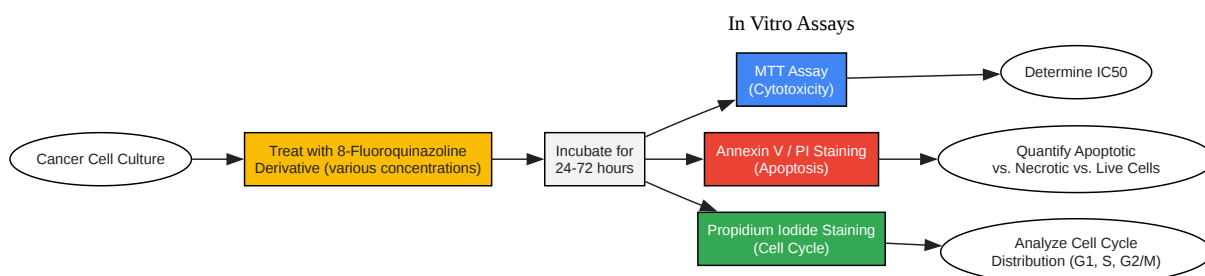 In Vitro Assays
Cancer Cell Culture
Treat with 8-Fluoroquinazoline
Derivative (various concentrations)
Incubate for
24-72 hours
MTT Assay
(Cytotoxicity)
Determine IC50
Annexin V / PI Staining
(Apoptosis)
Quantify Apoptotic
vs. Necrotic vs. Live Cells
Propidium Iodide Staining
(Cell Cycle)
Analyze Cell Cycle
Distribution (G1, S, G2/M)